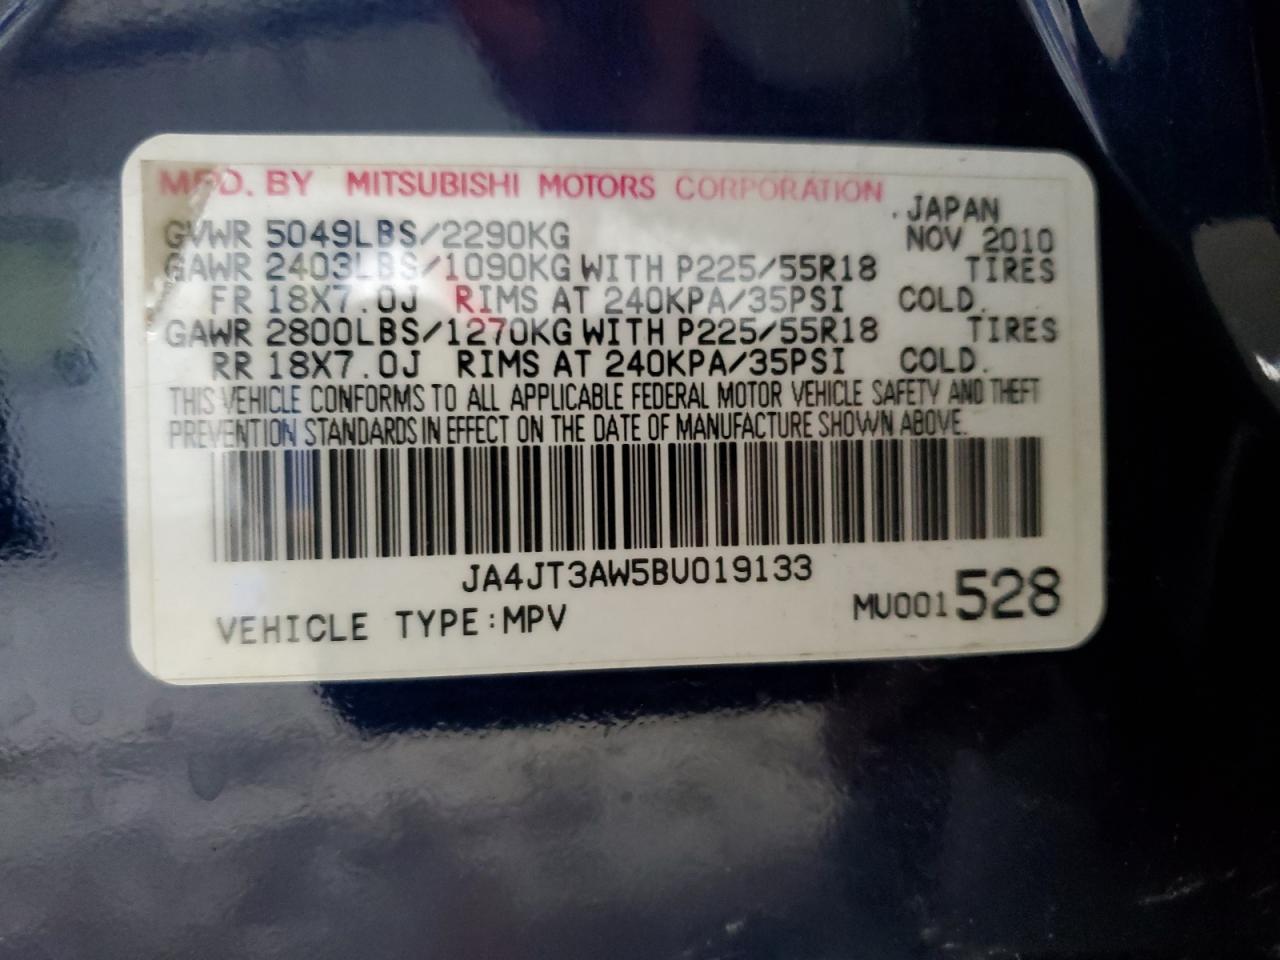 MFD. BY MITSUBISHI MOTORS CORPORATION
.JAPAN
GVWR 5049LBS/2290KG NOV 2010
GAWR 2403LBS/1090KG WITH P225/55R18 TIRES
FR 18X7.0J RIMS AT 240KPA/35PSI COLD.
GAWR 2800LBS/1270KG WITH P225/55R18 TIRES
RR 18X7.0J RIMS AT 240KPA/35PSI COLD.
THIS VEHICLE CONFORMS TO ALL APPLICABLE FEDERAL MOTOR VEHICLE SAFETY AND THEFT
PREVENTION STANDARDS IN EFFECT ON THE DATE OF MANUFACTURE SHOWN ABOVE.
JA4JT3AW5BU019133
VEHICLE TYPE:MPV MU001528